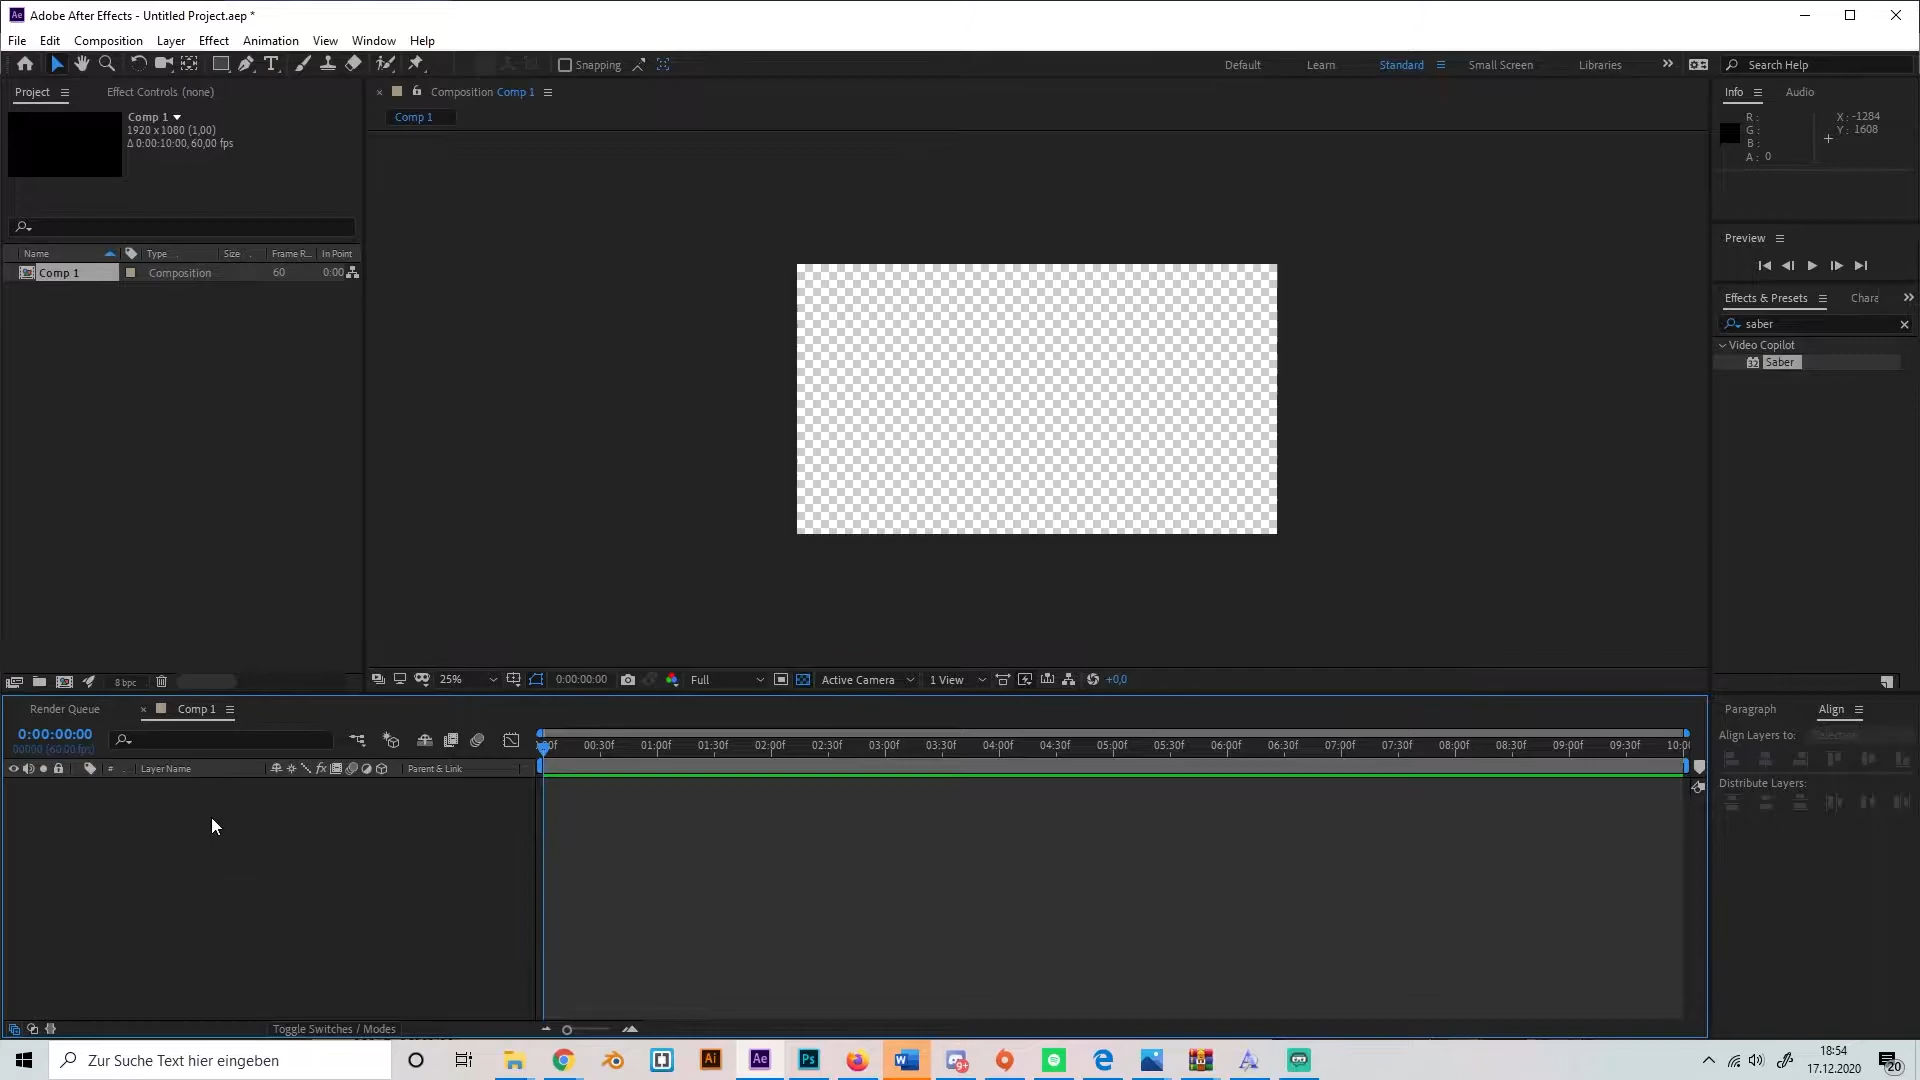 Adobe After Effects - Untitled Project.aep *
File Edit Composition Layer Effect Animation View Window Help
Snapping Default Learn Standard Small Screen Libraries Search Help
Project Effect Controls (none)
Comp 1
1920 x 1080 (1,00)
Δ 0:00:10:00, 60,00 fps
Name Type Size Frame R... In Point
Comp 1 Composition 60 0:00
8 bpc
Composition Comp 1
Comp 1
25% 0:00:00:00 Full Active Camera 1 View +0,0
Info Audio
R :
G :
B :
A : 0
X : -1284
Y : 1608
Preview
Effects & Presets Chara
saber
Video Copilot
32 Saber
Render Queue Comp 1
0:00:00:00
00000 (60.00 fps)
# Layer Name fx Parent & Link
00:30f 01:00f 01:30f 02:00f 02:30f 03:00f 03:30f 04:00f 04:30f 05:00f 05:30f 06:00f 06:30f 07:00f 07:30f 08:00f 08:30f 09:00f 09:30f 10:0
Toggle Switches / Modes
Paragraph Align
Align Layers to:
Distribute Layers:
Zur Suche Text hier eingeben
Ai Ae Ps
18:54
17.12.2020
20